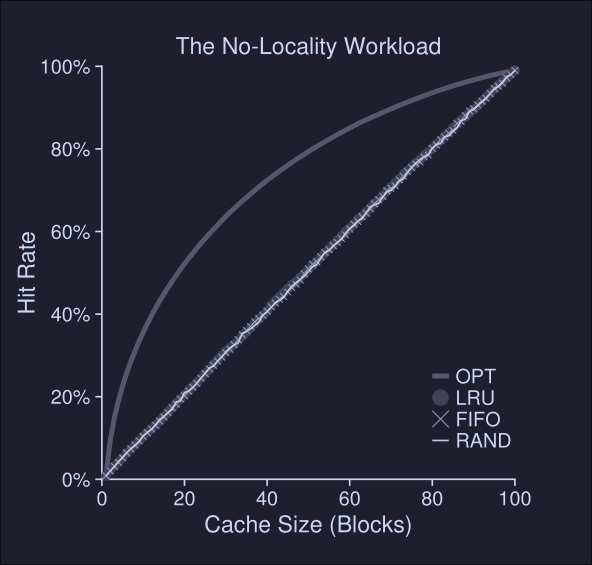 The No-Locality Workload
100%
80%
60%
40%
20%
0%
Hit Rate
0
20
40
60
80
100
Cache Size (Blocks)
OPT
LRU
FIFO
RAND